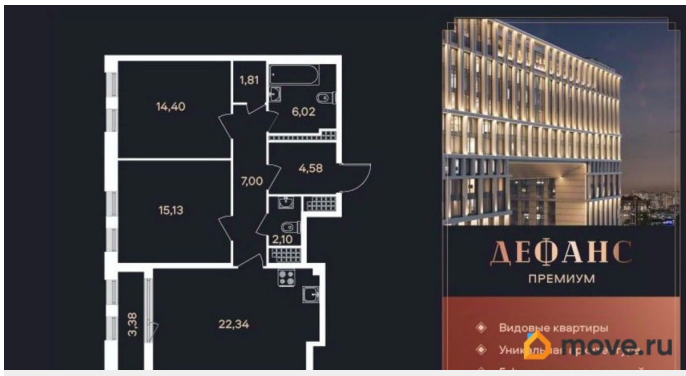 1,81
14,40
6,02
4,58
7,00
15,13
2,10
3,38
22,34
ДЕФАНС
ПРЕМИУМ
Видовые квартиры
move.ru